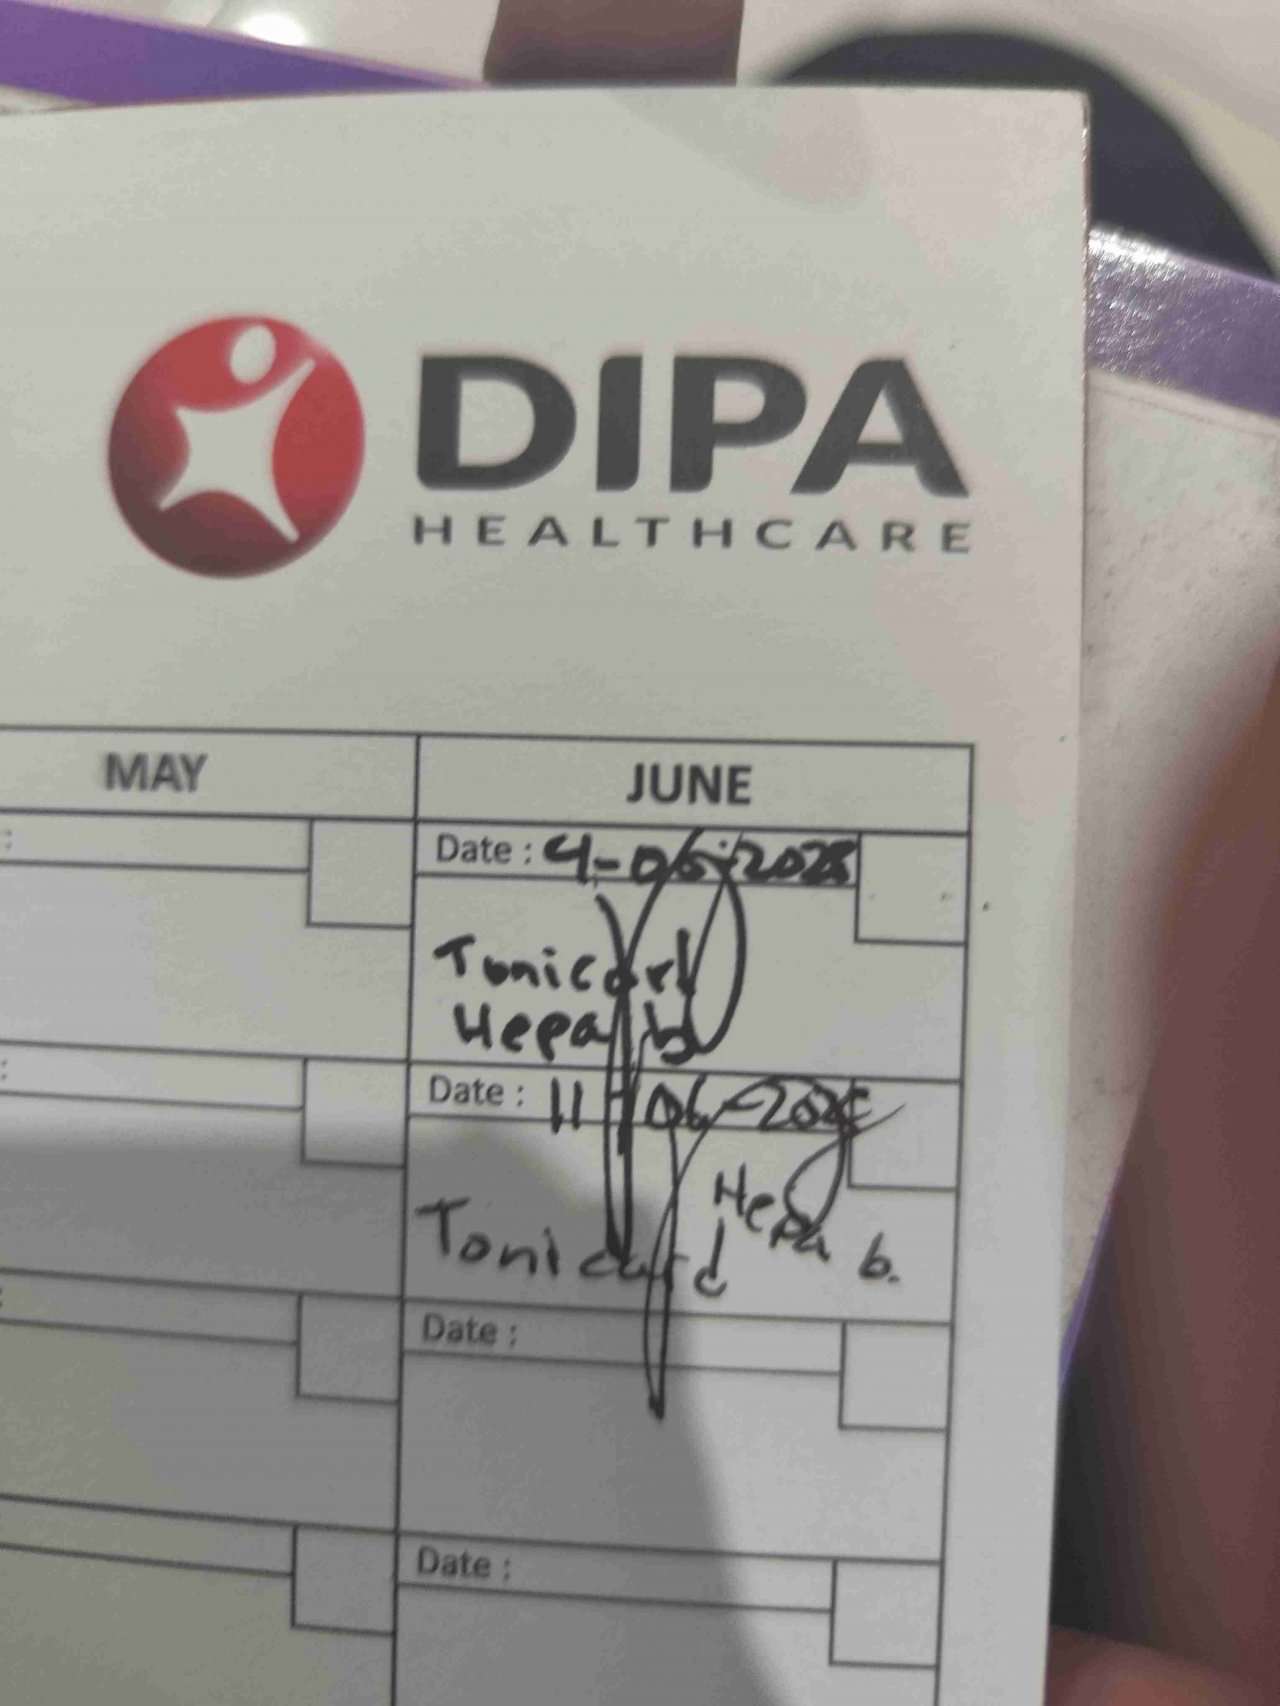 DIPA
HEALTHCARE
MAY
JUNE
Date : 4-06-2025
Tonicard
Hepa b
Date : 11-06-2025
Hepa b.
Tonicard
Date :
Date :